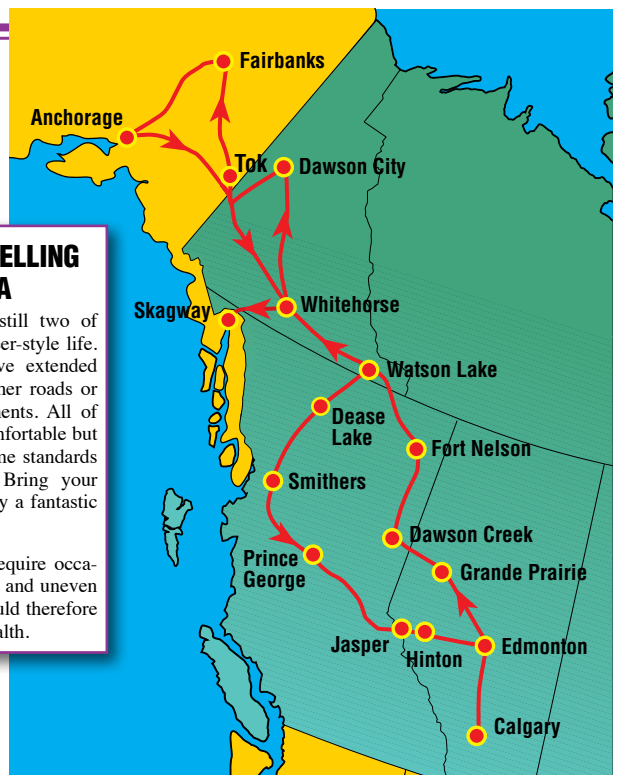 Fairbanks
Anchorage
Tok
Dawson City
ELLING
A
still two of
er-style life.
ve extended
her roads or
ents. All of
nfortable but
me standards
Bring your
y a fantastic
equire occa-
and uneven
uld therefore
alth.
Skagway
Whitehorse
Watson Lake
Dease
Lake
Fort Nelson
Smithers
Dawson Creek
Prince
George
Grande Prairie
Jasper
Hinton
Edmonton
Calgary